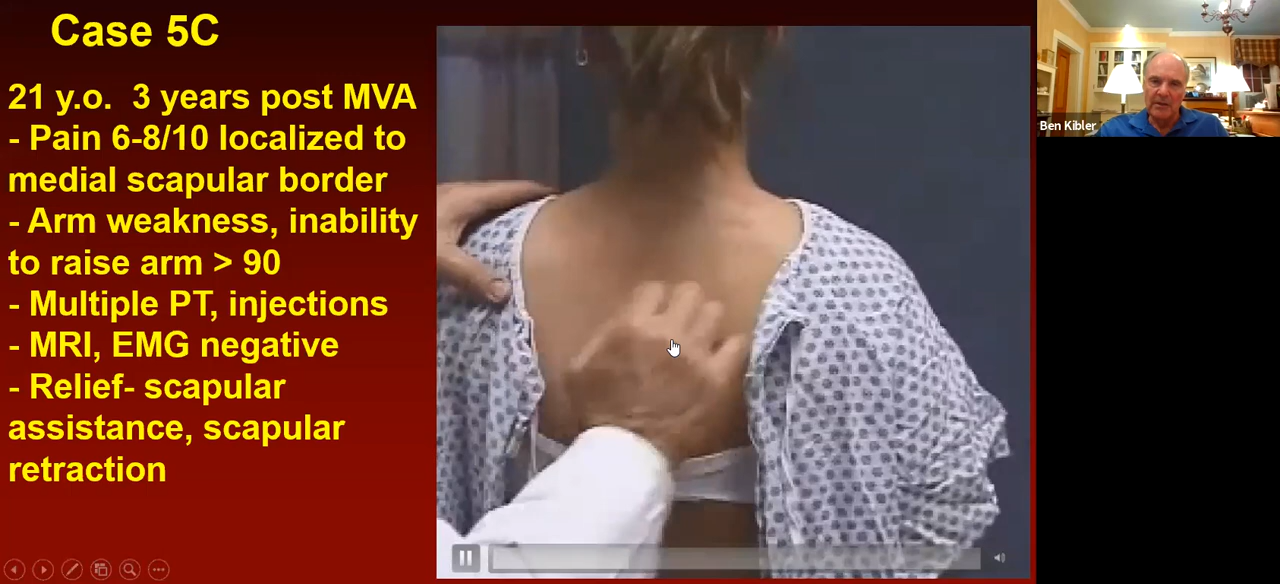 Case 5C
21 y.o. 3 years post MVA
- Pain 6-8/10 localized to
medial scapular border
- Arm weakness, inability
to raise arm > 90
- Multiple PT, injections
- MRI, EMG negative
- Relief- scapular
assistance, scapular
retraction
Ben Kibler